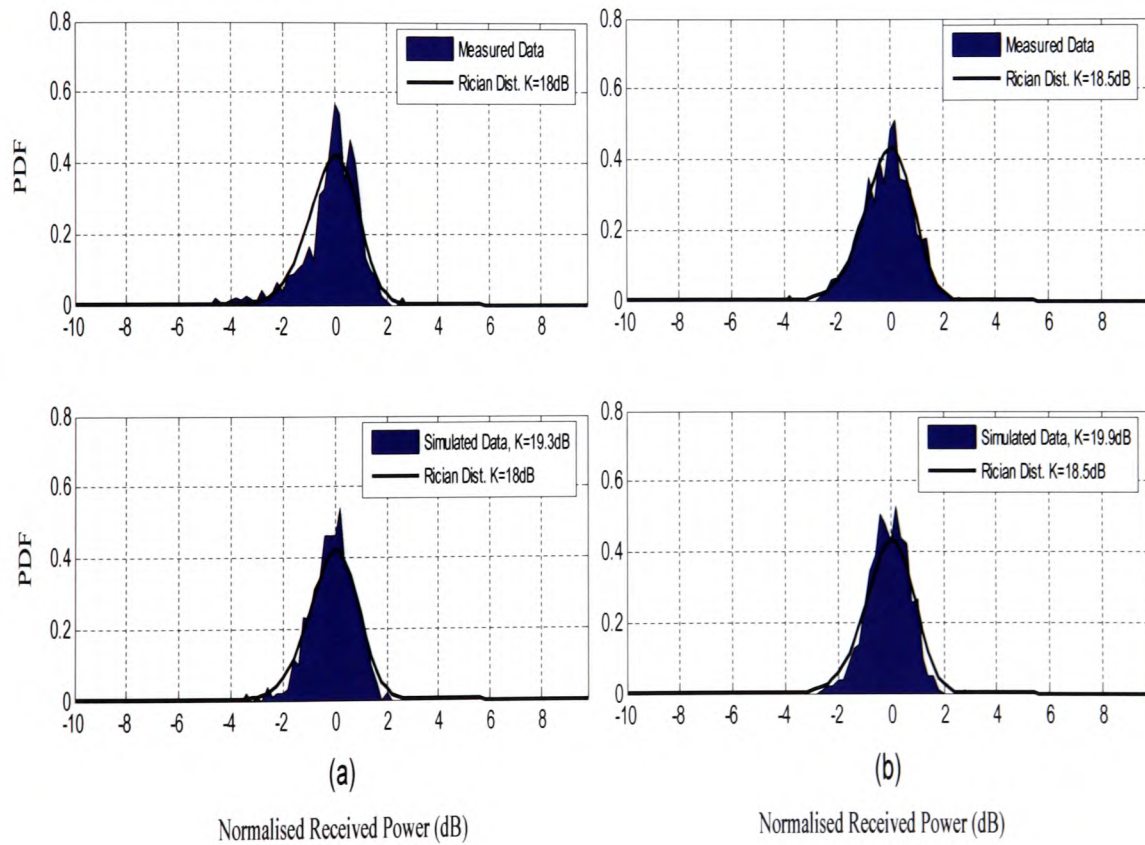 0.8
0.6
0.4
0.2
0
PDF
Measured Data
Rician Dist. K=18dB
-10 -8 -6 -4 -2 0 2 4 6 8
0.8
0.6
0.4
0.2
0
Measured Data
Rician Dist. K=18.5dB
-10 -8 -6 -4 -2 0 2 4 6 8
0.8
0.6
0.4
0.2
0
PDF
Simulated Data, K=19.3dB
Rician Dist. K=18dB
-10 -8 -6 -4 -2 0 2 4 6 8
(a)
Normalised Received Power (dB)
0.8
0.6
0.4
0.2
0
Simulated Data, K=19.9dB
Rician Dist. K=18.5dB
-10 -8 -6 -4 -2 0 2 4 6 8
(b)
Normalised Received Power (dB)